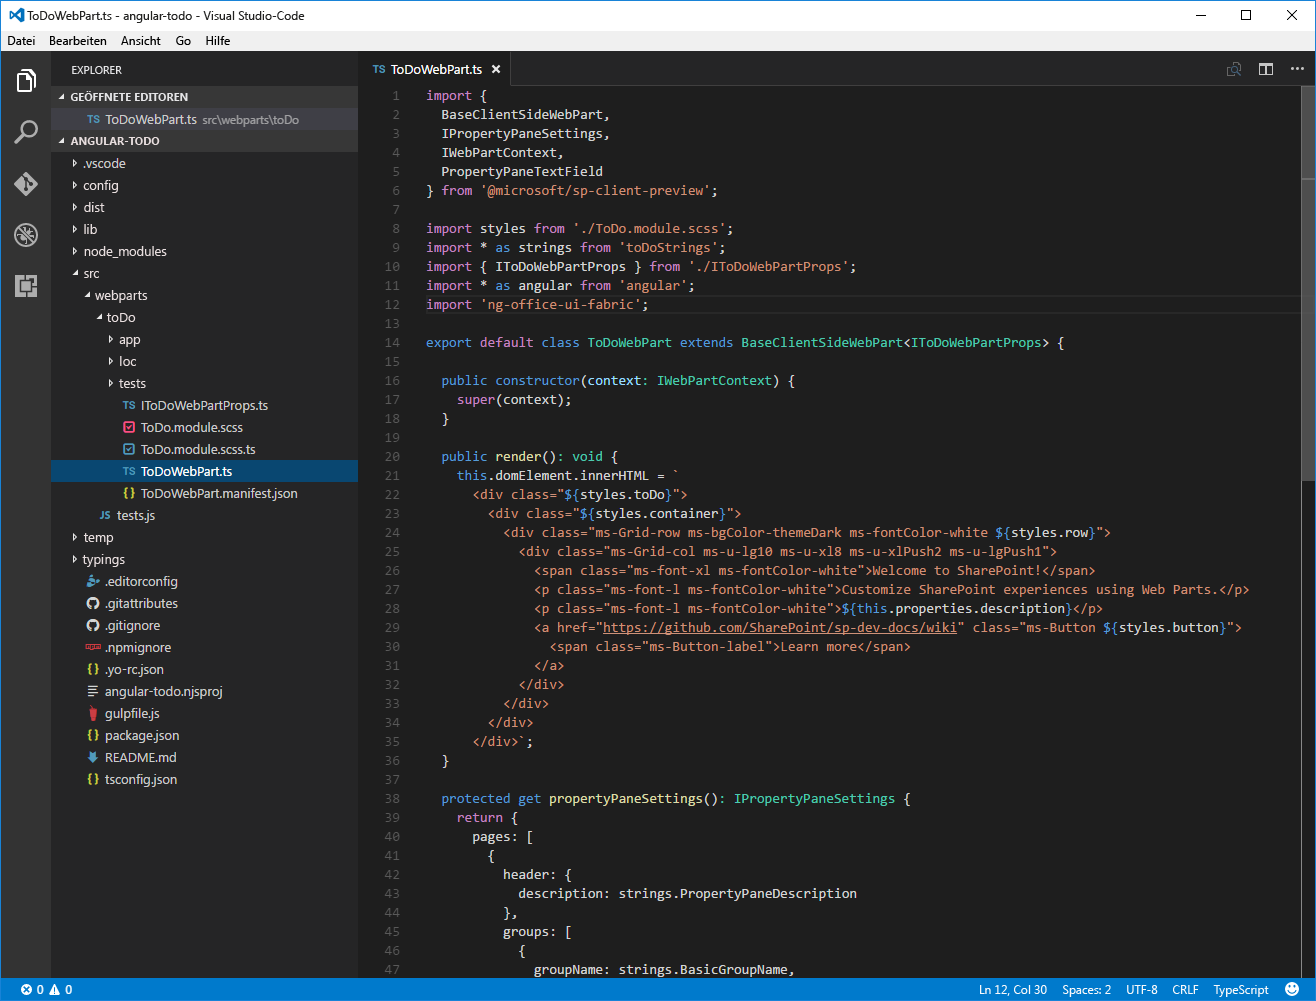 ToDoWebPart.ts - angular-todo - Visual Studio-Code
Datei Bearbeiten Ansicht Go Hilfe
EXPLORER
GEÖFFNETE EDITOREN
TS ToDoWebPart.ts src\webparts\toDo
ANGULAR-TODO
.vscode
config
dist
lib
node_modules
src
webparts
toDo
app
loc
tests
TS IToDoWebPartProps.ts
ToDo.module.scss
ToDo.module.scss.ts
TS ToDoWebPart.ts
{} ToDoWebPart.manifest.json
JS tests.js
temp
typings
.editorconfig
.gitattributes
.gitignore
.npmignore
{} .yo-rc.json
angular-todo.njsproj
gulpfile.js
{} package.json
README.md
{} tsconfig.json
TS ToDoWebPart.ts
1 import {
2 BaseClientSideWebPart,
3 IPropertyPaneSettings,
4 IWebPartContext,
5 PropertyPaneTextField
6 } from '@microsoft/sp-client-preview';
7
8 import styles from './ToDo.module.scss';
9 import * as strings from 'toDoStrings';
10 import { IToDoWebPartProps } from './IToDoWebPartProps';
11 import * as angular from 'angular';
12 import 'ng-office-ui-fabric';
13
14 export default class ToDoWebPart extends BaseClientSideWebPart<IToDoWebPartProps> {
15
16 public constructor(context: IWebPartContext) {
17 super(context);
18 }
19
20 public render(): void {
21 this.domElement.innerHTML = `
22 <div class="${styles.toDo}">
23 <div class="${styles.container}">
24 <div class="ms-Grid-row ms-bgColor-themeDark ms-fontColor-white ${styles.row}">
25 <div class="ms-Grid-col ms-u-lg10 ms-u-xl8 ms-u-xlPush2 ms-u-lgPush1">
26 <span class="ms-font-xl ms-fontColor-white">Welcome to SharePoint!</span>
27 <p class="ms-font-l ms-fontColor-white">Customize SharePoint experiences using Web Parts.</p>
28 <p class="ms-font-l ms-fontColor-white">${this.properties.description}</p>
29 <a href="https://github.com/SharePoint/sp-dev-docs/wiki" class="ms-Button ${styles.button}">
30 <span class="ms-Button-label">Learn more</span>
31 </a>
32 </div>
33 </div>
34 </div>
35 </div>`;
36 }
37
38 protected get propertyPaneSettings(): IPropertyPaneSettings {
39 return {
40 pages: [
41 {
42 header: {
43 description: strings.PropertyPaneDescription
44 },
45 groups: [
46 {
47 groupName: strings.BasicGroupName,
0 0
Ln 12, Col 30 Spaces: 2 UTF-8 CRLF TypeScript